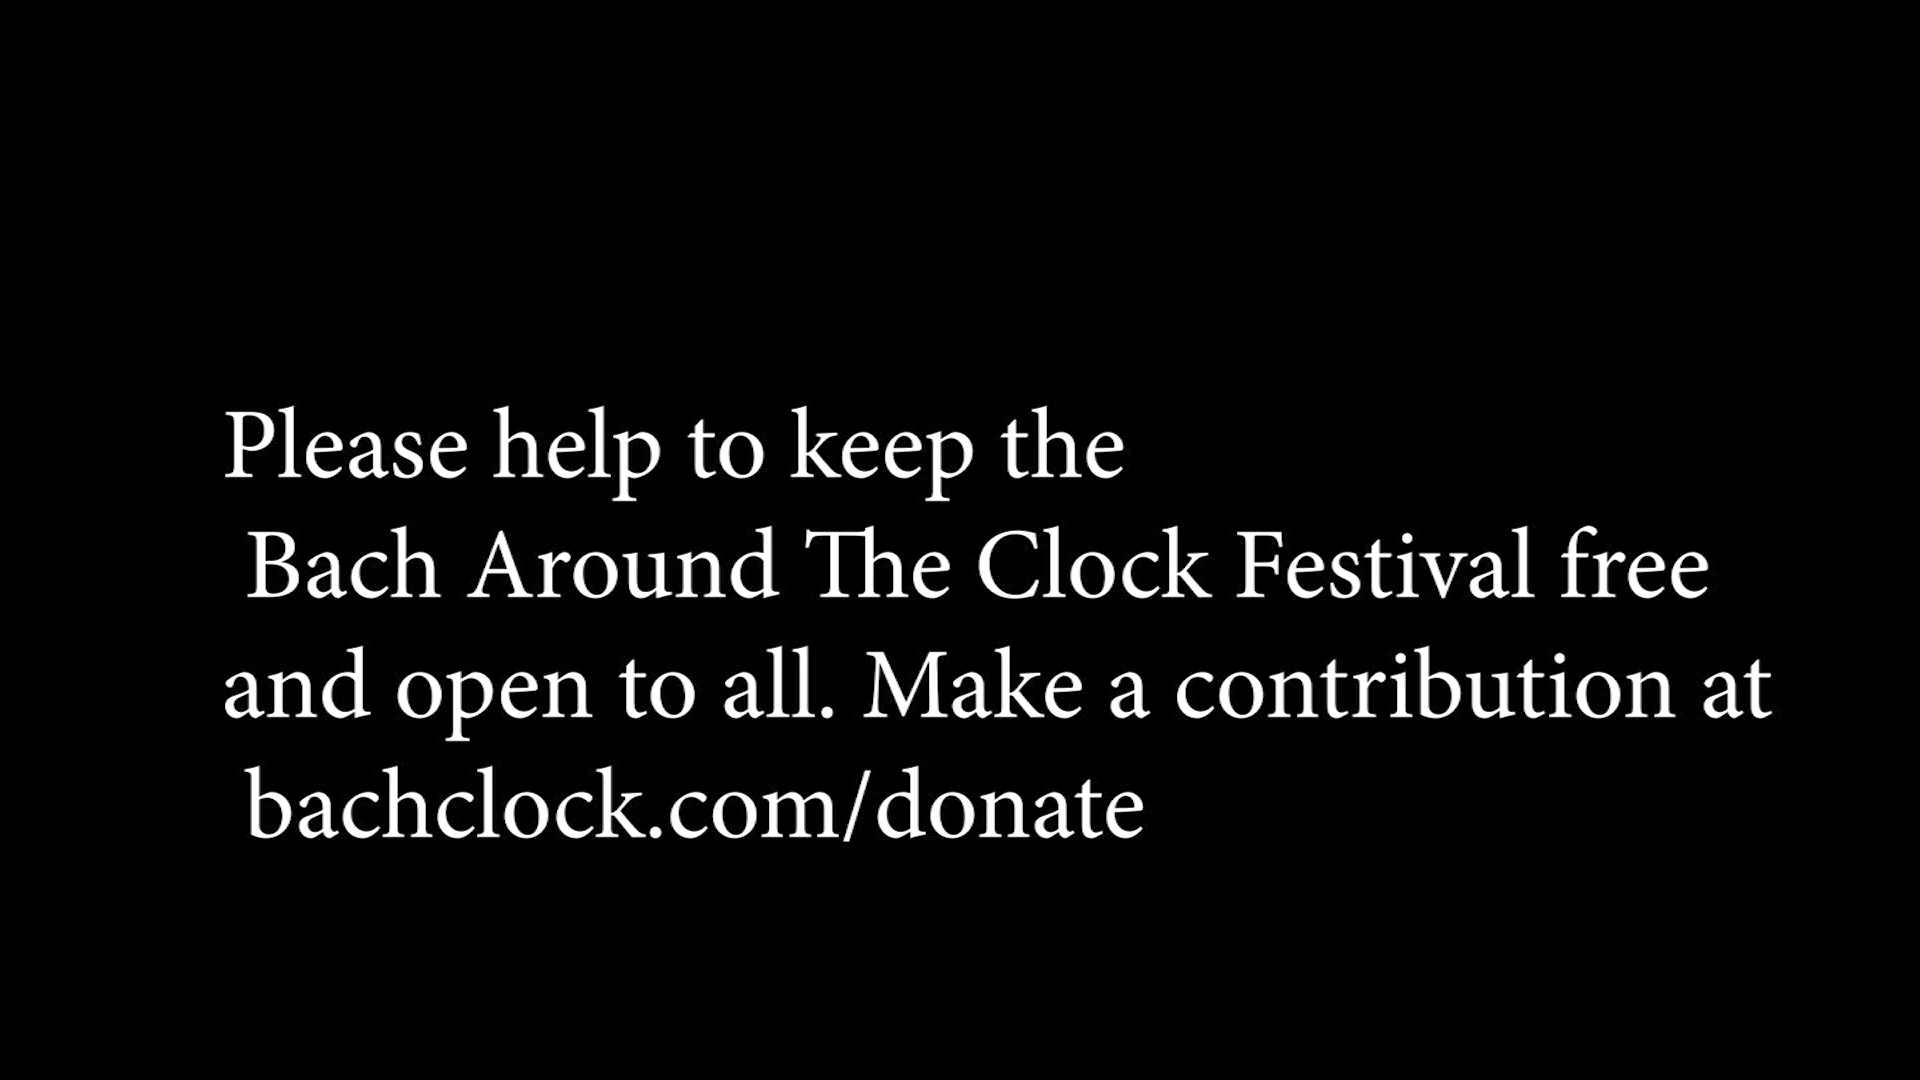 Please help to keep the
Bach Around The Clock Festival free
and open to all. Make a contribution at
bachclock.com/donate